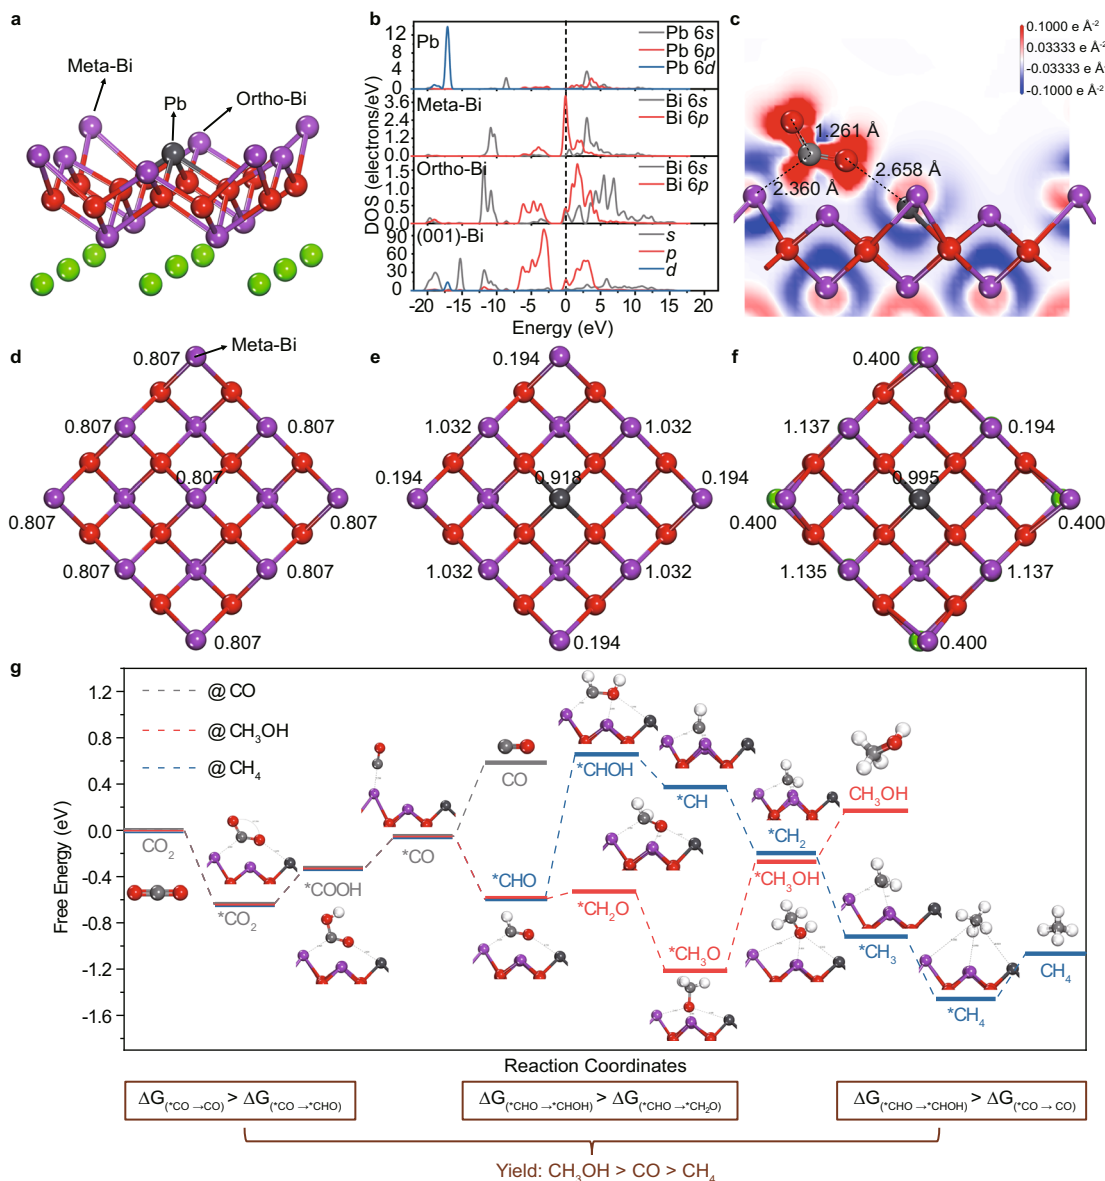 a
Meta-Bi
Pb
Ortho-Bi
b
DOS (electrons/eV)
Pb
12
8
4
0
Pb 6s
Pb 6p
Pb 6d
Meta-Bi
3.6
2.4
1.2
0.0
Bi 6s
Bi 6p
Ortho-Bi
1.5
1.0
0.5
0.0
Bi 6s
Bi 6p
(001)-Bi
90
60
30
0
s
p
d
-20 -15 -10 -5 0 5 10 15 20
Energy (eV)
c
0.1000 e Å⁻²
0.03333 e Å⁻
-0.03333 e Å⁻
-0.1000 e Å⁻²
1.261 Å
2.658 Å
2.360 Å
d
0.807
Meta-Bi
0.807 0.807
0.807
0.807 0.807
0.807 0.807
0.807
e
0.194
1.032 1.032
0.918
0.194 0.194
1.032 1.032
0.194
f
0.400
1.137 0.194
0.995
0.400 0.400
1.135 1.137
0.400
g
Free Energy (eV)
1.2
0.8
0.4
0.0
-0.4
-0.8
-1.2
-1.6
@ CO
@ CH₃OH
@ CH₄
CO₂
*CO₂
*COOH
*CO
CO
*CHO
*CHOH
*CH₂O
*CH
*CH₃O
*CH₂
*CH₃OH
CH₃OH
*CH₃
*CH₄
CH₄
Reaction Coordinates
ΔG₍*CO→CO₎ > ΔG₍*CO→*CHO₎
ΔG₍*CHO→*CHOH₎ > ΔG₍*CHO→*CH₂O₎
ΔG₍*CHO→*CHOH₎ > ΔG₍*CO→CO₎
Yield: CH₃OH > CO > CH₄